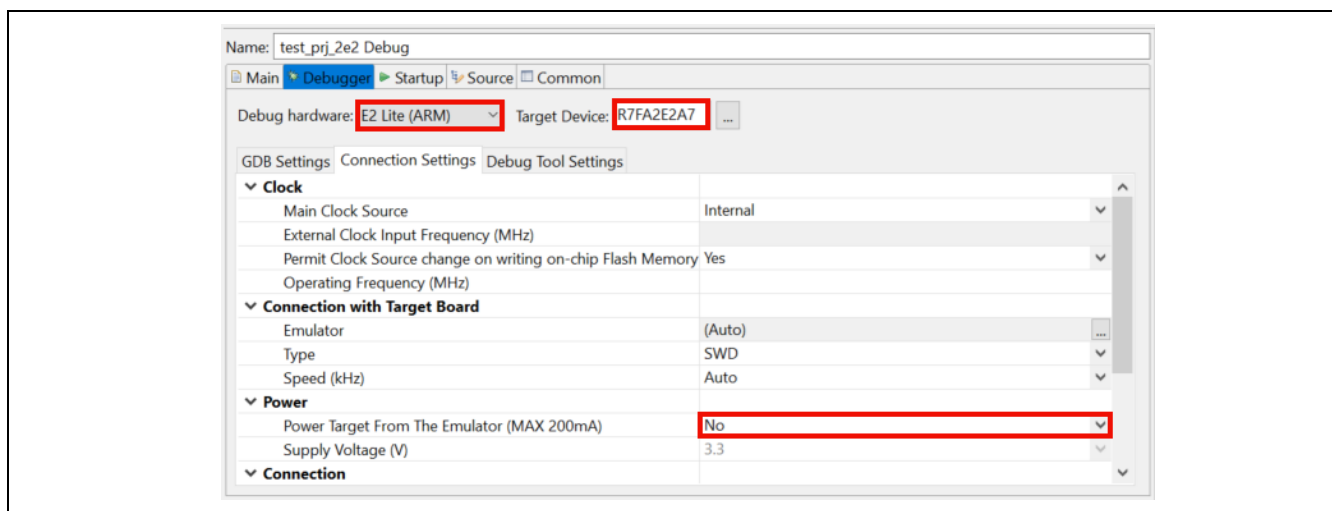 Name: test_prj_2e2 Debug
Main Debugger Startup Source Common
Debug hardware: E2 Lite (ARM) Target Device: R7FA2E2A7 ...
GDB Settings Connection Settings Debug Tool Settings
Clock
Main Clock Source Internal
External Clock Input Frequency (MHz)
Permit Clock Source change on writing on-chip Flash Memory Yes
Operating Frequency (MHz)
Connection with Target Board
Emulator (Auto) ...
Type SWD
Speed (kHz) Auto
Power
Power Target From The Emulator (MAX 200mA) No
Supply Voltage (V) 3.3
Connection